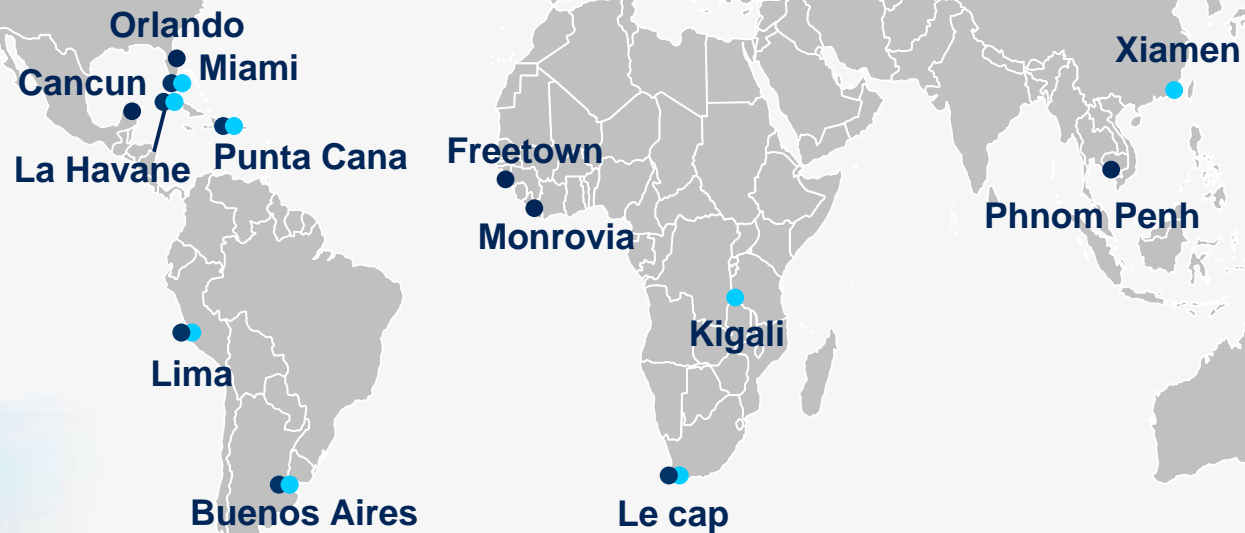 Orlando
Miami
Cancun
La Havane
Punta Cana
Freetown
Monrovia
Xiamen
Phnom Penh
Kigali
Lima
Buenos Aires
Le cap